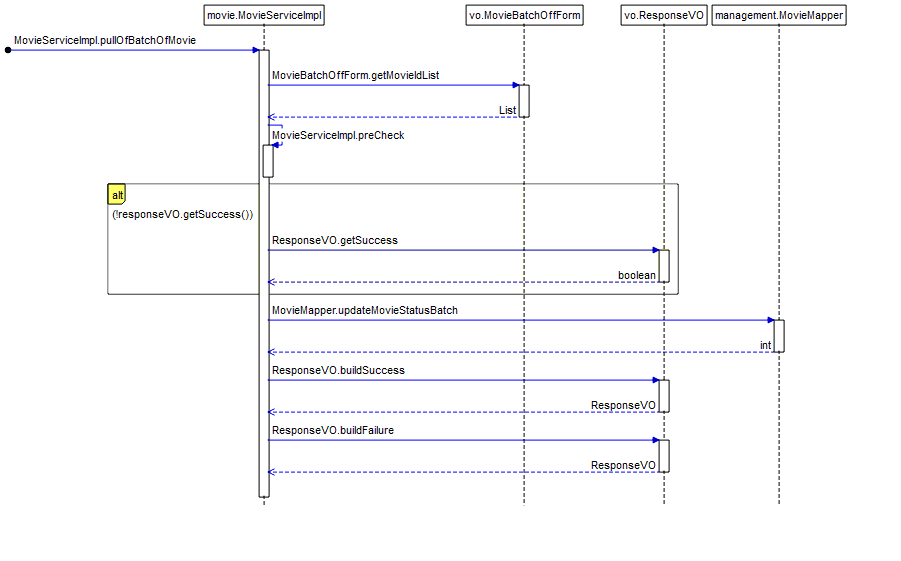 movie.MovieServiceImpl
vo.MovieBatchOffForm
vo.ResponseVO
management.MovieMapper
MovieServiceImpl.pullOfBatchOfMovie
MovieBatchOffForm.getMovieIdList
List
MovieServiceImpl.preCheck
alt
(!responseVO.getSuccess())
ResponseVO.getSuccess
boolean
MovieMapper.updateMovieStatusBatch
int
ResponseVO.buildSuccess
ResponseVO
ResponseVO.buildFailure
ResponseVO